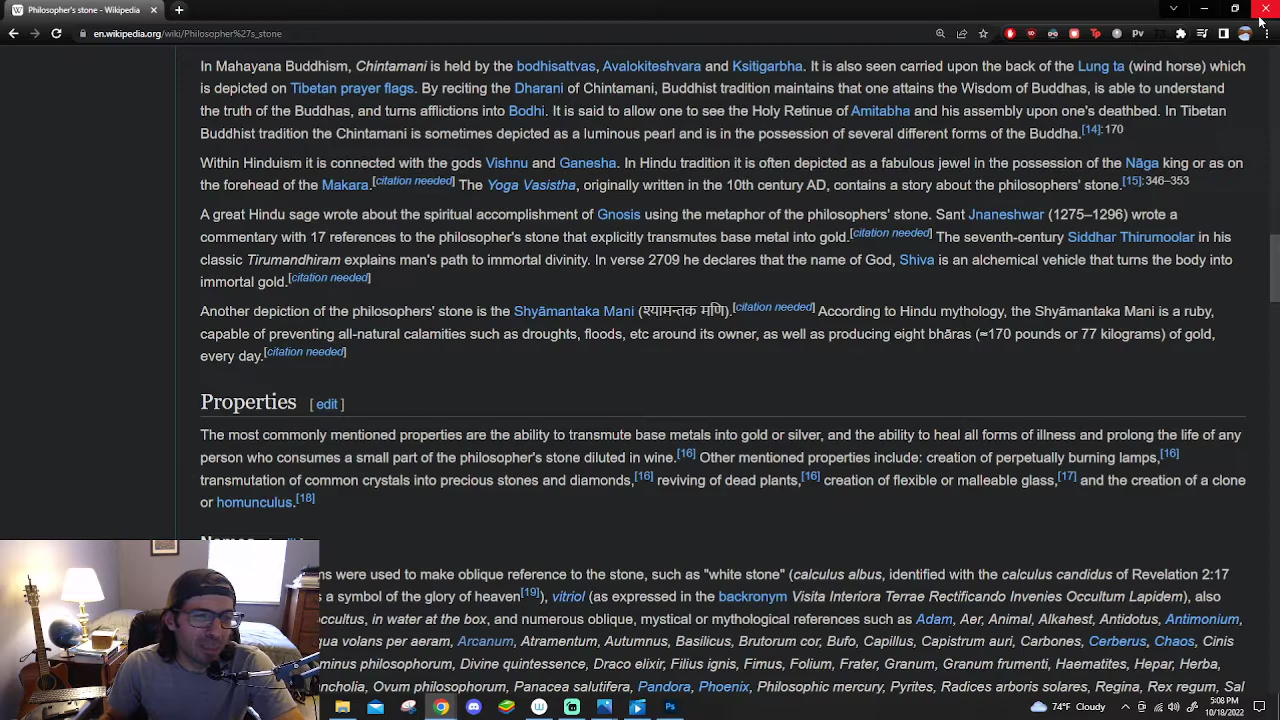 Philosopher's stone - Wikipedia
en.wikipedia.org/wiki/Philosopher%27s_stone
In Mahayana Buddhism, Chintamani is held by the bodhisattvas, Avalokiteshvara and Ksitigarbha. It is also seen carried upon the back of the Lung ta (wind horse) which
is depicted on Tibetan prayer flags. By reciting the Dharani of Chintamani, Buddhist tradition maintains that one attains the Wisdom of Buddhas, is able to understand
the truth of the Buddhas, and turns afflictions into Bodhi. It is said to allow one to see the Holy Retinue of Amitabha and his assembly upon one's deathbed. In Tibetan
Buddhist tradition the Chintamani is sometimes depicted as a luminous pearl and is in the possession of several different forms of the Buddha.[14]:170
Within Hinduism it is connected with the gods Vishnu and Ganesha. In Hindu tradition it is often depicted as a fabulous jewel in the possession of the Nāga king or as on
the forehead of the Makara.[citation needed] The Yoga Vasistha, originally written in the 10th century AD, contains a story about the philosophers' stone.[15]:346–353
A great Hindu sage wrote about the spiritual accomplishment of Gnosis using the metaphor of the philosophers' stone. Sant Jnaneshwar (1275–1296) wrote a
commentary with 17 references to the philosopher's stone that explicitly transmutes base metal into gold.[citation needed] The seventh-century Siddhar Thirumoolar in his
classic Tirumandhiram explains man's path to immortal divinity. In verse 2709 he declares that the name of God, Shiva is an alchemical vehicle that turns the body into
immortal gold.[citation needed]
Another depiction of the philosophers' stone is the Shyāmantaka Mani (श्यामन्तक मणि).[citation needed] According to Hindu mythology, the Shyāmantaka Mani is a ruby,
capable of preventing all-natural calamities such as droughts, floods, etc around its owner, as well as producing eight bhāras (≈170 pounds or 77 kilograms) of gold,
every day.[citation needed]
Properties [ edit ]
The most commonly mentioned properties are the ability to transmute base metals into gold or silver, and the ability to heal all forms of illness and prolong the life of any
person who consumes a small part of the philosopher's stone diluted in wine.[16] Other mentioned properties include: creation of perpetually burning lamps,[16]
transmutation of common crystals into precious stones and diamonds,[16] reviving of dead plants,[16] creation of flexible or malleable glass,[17] and the creation of a clone
or homunculus.[18]
ns were used to make oblique reference to the stone, such as "white stone" (calculus albus, identified with the calculus candidus of Revelation 2:17
s a symbol of the glory of heaven[19]), vitriol (as expressed in the backronym Visita Interiora Terrae Rectificando Invenies Occultum Lapidem), also
occultus, in water at the box, and numerous oblique, mystical or mythological references such as Adam, Aer, Animal, Alkahest, Antidotus, Antimonium,
qua volans per aeram, Arcanum, Atramentum, Autumnus, Basilicus, Brutorum cor, Bufo, Capillus, Capistrum auri, Carbones, Cerberus, Chaos, Cinis
minus philosophorum, Divine quintessence, Draco elixir, Filius ignis, Fimus, Folium, Frater, Granum, Granum frumenti, Haematites, Hepar, Herba,
ncholia, Ovum philosophorum, Panacea salutifera, Pandora, Phoenix, Philosophic mercury, Pyrites, Radices arboris solares, Regina, Rex regum, Sal
74°F Cloudy
5:08 PM
10/18/2022